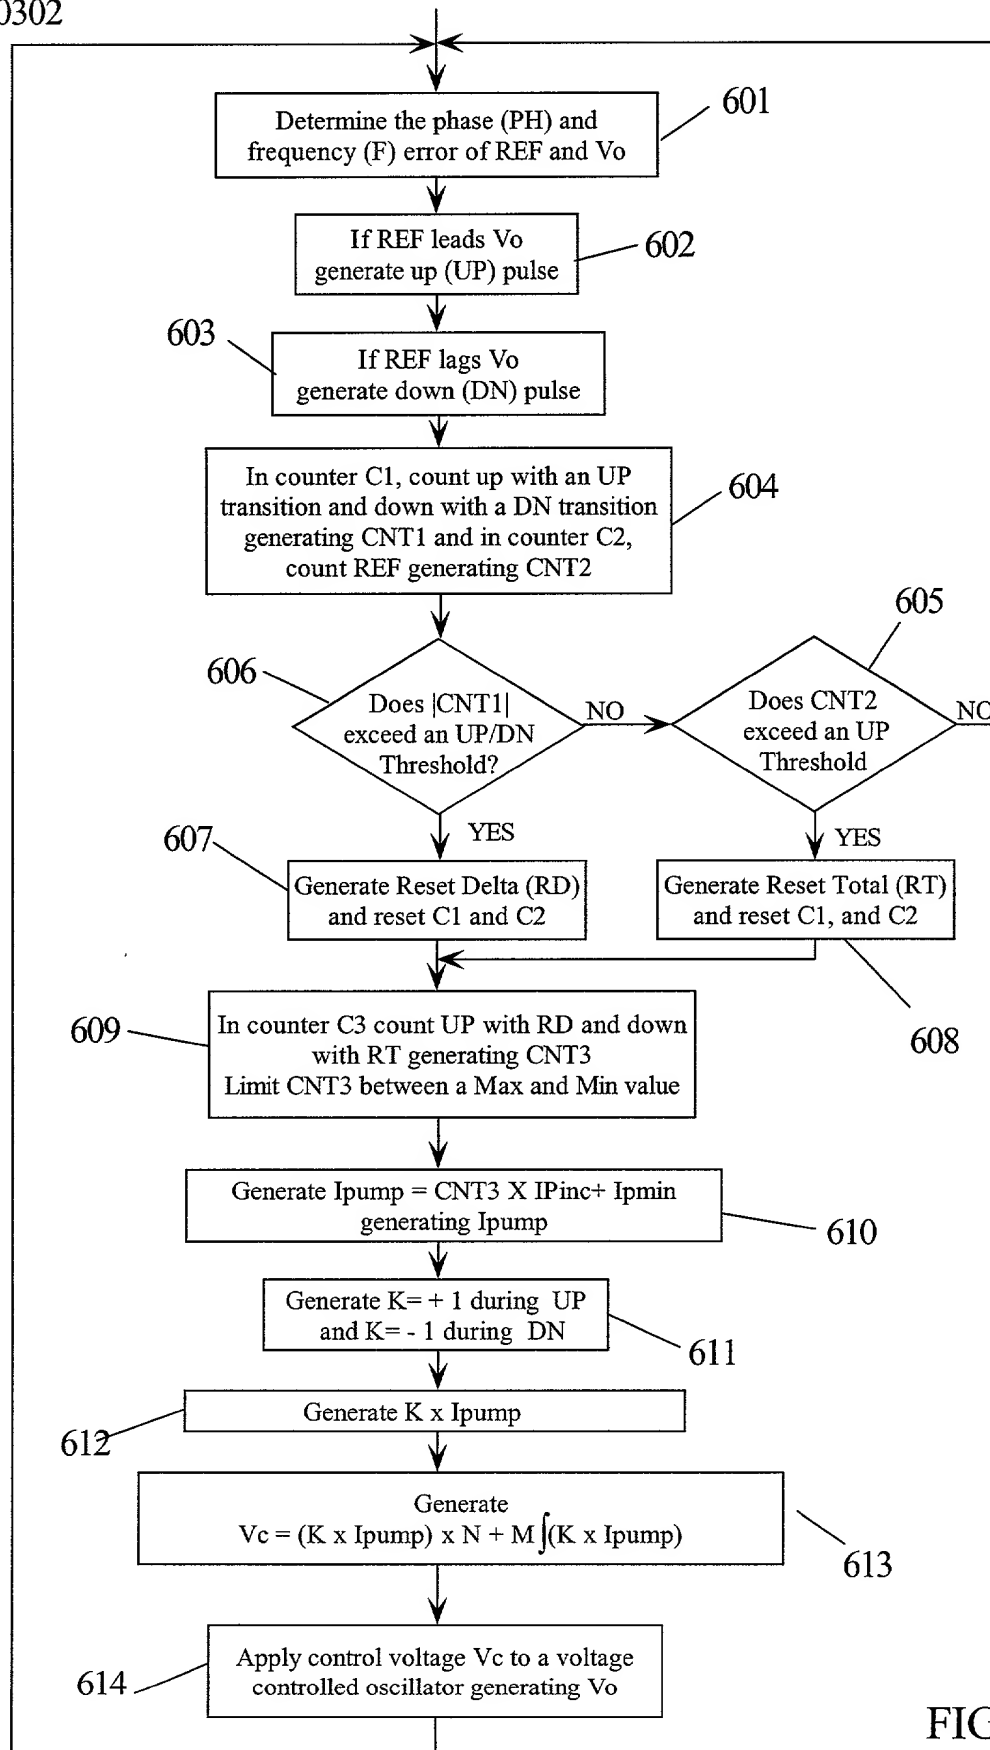 0302
Determine the phase (PH) and
frequency (F) error of REF and Vo
601
If REF leads Vo
generate up (UP) pulse
602
603
If REF lags Vo
generate down (DN) pulse
In counter C1, count up with an UP
transition and down with a DN transition
generating CNT1 and in counter C2,
count REF generating CNT2
604
605
606
Does |CNT1|
exceed an UP/DN
Threshold?
NO
Does CNT2
exceed an UP
Threshold
NO
YES
YES
607
Generate Reset Delta (RD)
and reset C1 and C2
Generate Reset Total (RT)
and reset C1, and C2
608
609
In counter C3 count UP with RD and down
with RT generating CNT3
Limit CNT3 between a Max and Min value
Generate Ipump = CNT3 X IPinc+ Ipmin
generating Ipump
610
Generate K= + 1 during UP
and K= - 1 during DN
611
Generate K x Ipump
612
Generate
Vc = (K x Ipump) x N + M ∫(K x Ipump)
613
Apply control voltage Vc to a voltage
controlled oscillator generating Vo
614
FIG